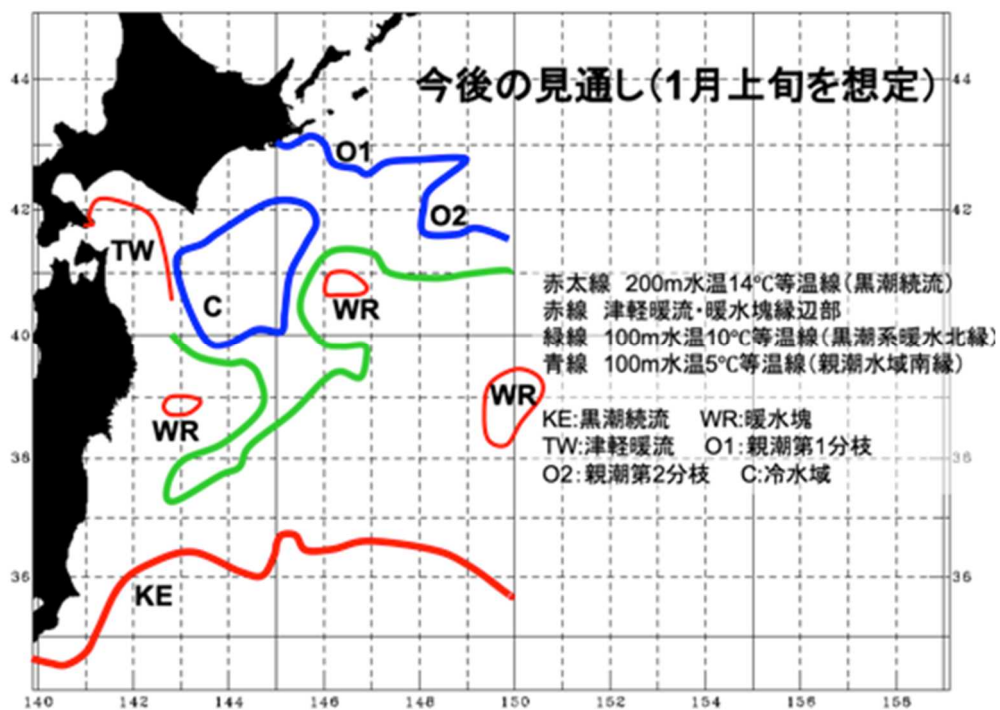 今後の見通し(1月上旬を想定)
44
44
O1
42
O2
42
TW
C
WR
赤太線 200m水温14℃等温線(黒潮続流)
赤線 津軽暖流・暖水塊縁辺部
緑線 100m水温10℃等温線(黒潮系暖水北縁)
青線 100m水温5℃等温線(親潮水域南縁)
40
WR
WR
KE:黒潮続流 WR:暖水塊
TW:津軽暖流 O1:親潮第1分枝
O2:親潮第2分枝 C:冷水域
38
38
36
KE
36
140 142 144 146 148 150 152 154 156 158